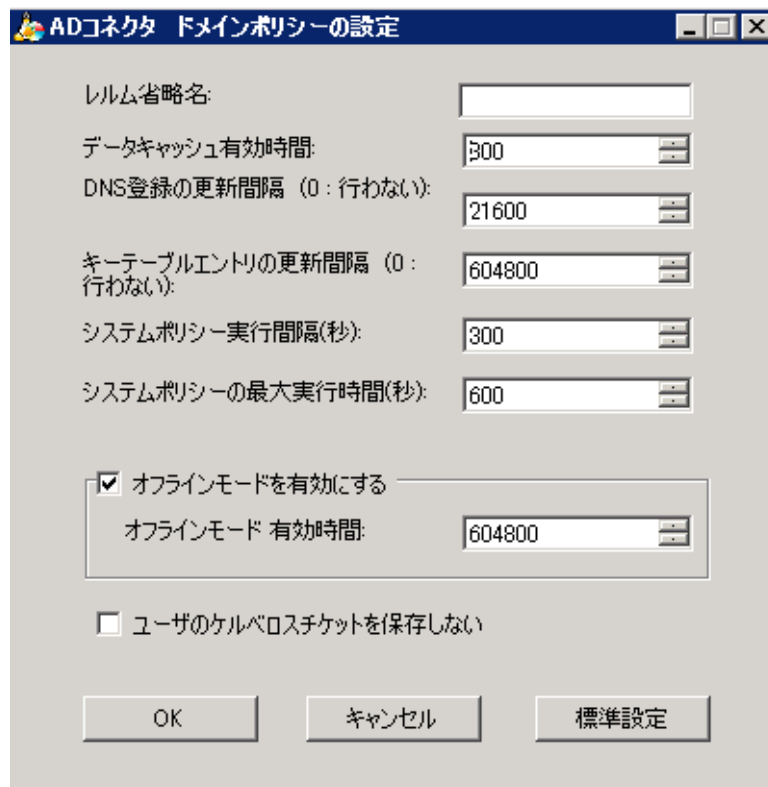 ADコネクタ ドメインポリシーの設定
レルム省略名:
データキャッシュ有効時間: 300
DNS登録の更新間隔 (0 : 行わない): 21600
キーテーブルエントリの更新間隔 (0 : 604800
行わない):
システムポリシー実行間隔(秒): 300
システムポリシーの最大実行時間(秒): 600
オフラインモードを有効にする
オフラインモード 有効時間: 604800
ユーザのケルベロスチケットを保存しない
OK キャンセル 標準設定